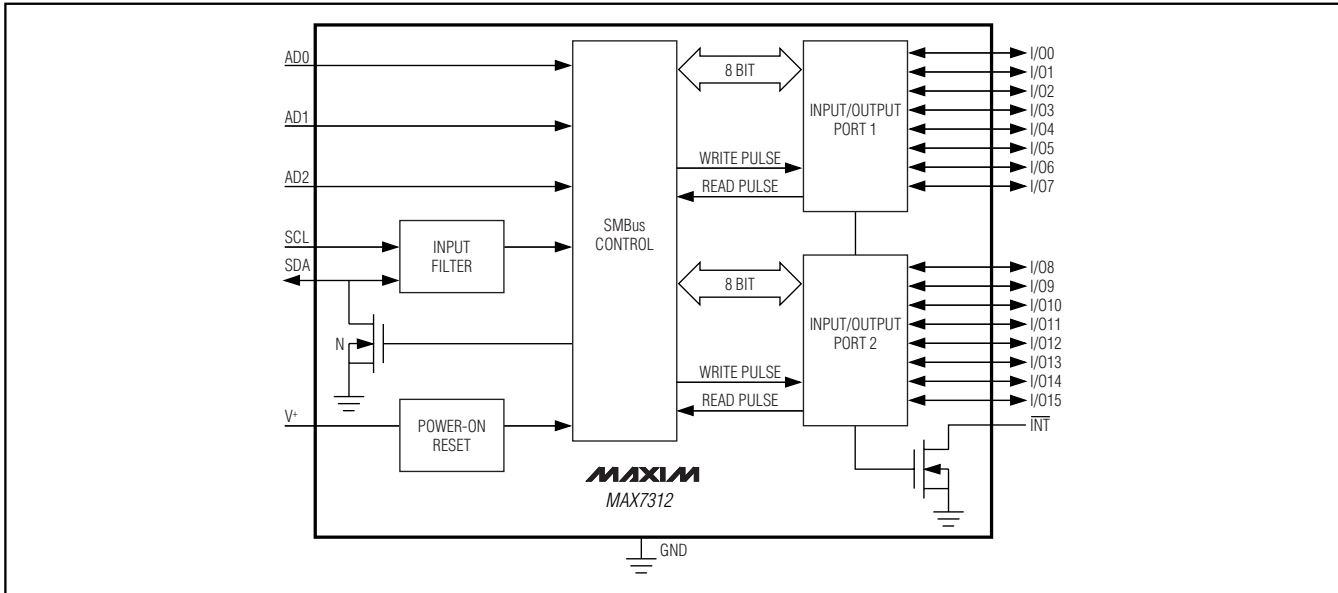 AD0
AD1
AD2
SCL
SDA
N
V+
INPUT
FILTER
POWER-ON
RESET
SMBus
CONTROL
8 BIT
WRITE PULSE
READ PULSE
8 BIT
WRITE PULSE
READ PULSE
INPUT/OUTPUT
PORT 1
INPUT/OUTPUT
PORT 2
I/O0
I/O1
I/O2
I/O3
I/O4
I/O5
I/O6
I/O7
I/O8
I/O9
I/O10
I/O11
I/O12
I/O13
I/O14
I/O15
INT
MAXIM
MAX7312
GND